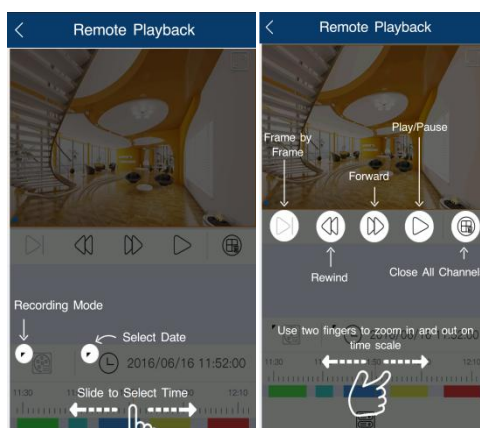 Remote Playback
Recording Mode
Select Date
2016/06/16 11:52:00
11:30
Slide to Select Time
12:10
Remote Playback
Play/Pause
Frame by
Frame
Forward
Rewind
Close All Channel
Use two fingers to zoom in and out on
time scale
2016/06/16 11:52:00
11:30
12:10